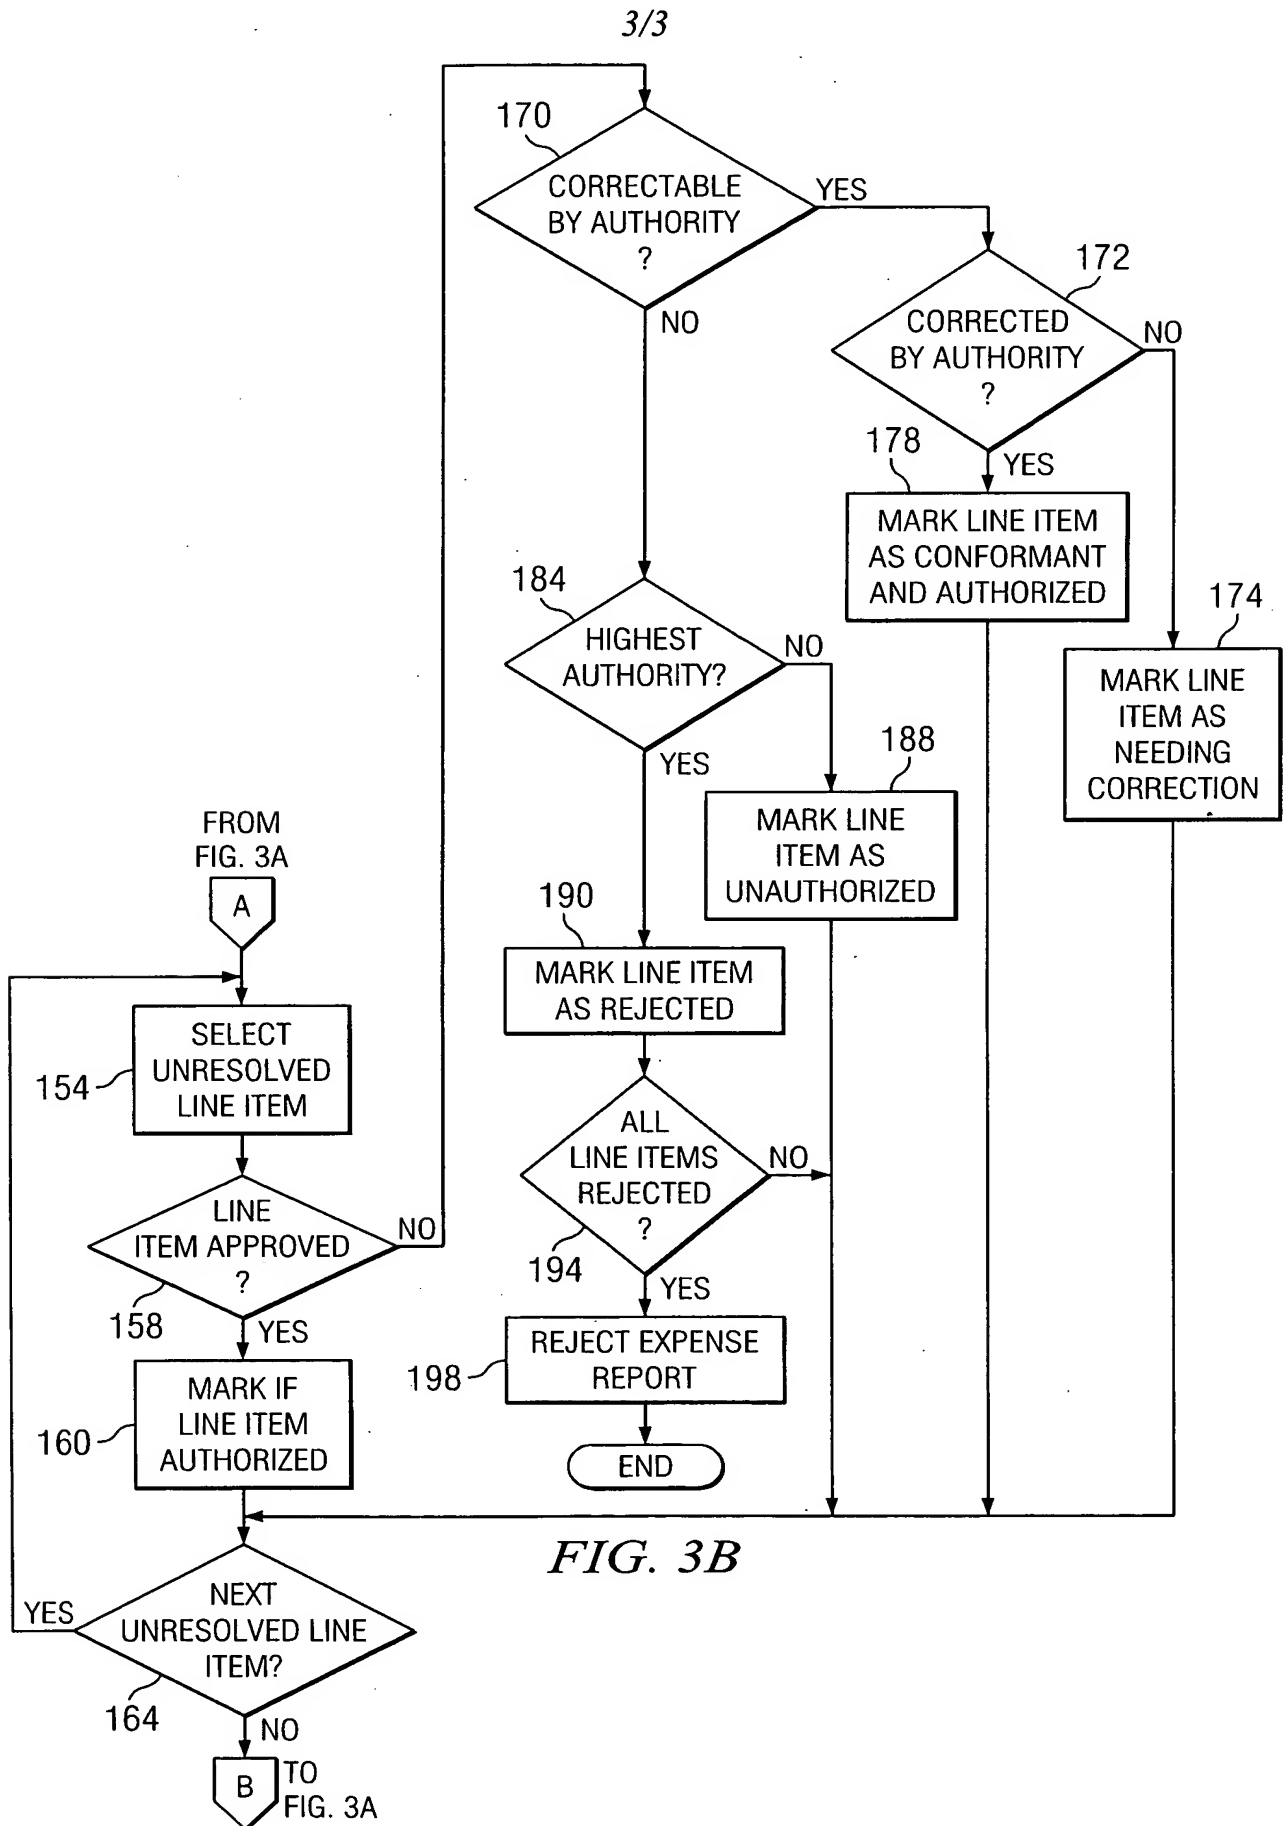 3/3
170
CORRECTABLE
BY AUTHORITY
?
YES
NO
172
CORRECTED
BY AUTHORITY
?
NO
YES
178
MARK LINE ITEM
AS CONFORMANT
AND AUTHORIZED
174
MARK LINE
ITEM AS
NEEDING
CORRECTION
184
HIGHEST
AUTHORITY?
NO
YES
188
MARK LINE
ITEM AS
UNAUTHORIZED
190
MARK LINE ITEM
AS REJECTED
ALL
LINE ITEMS
REJECTED
?
NO
194
YES
198
REJECT EXPENSE
REPORT
END
FROM
FIG. 3A
A
154
SELECT
UNRESOLVED
LINE ITEM
LINE
ITEM APPROVED
?
NO
158
YES
160
MARK IF
LINE ITEM
AUTHORIZED
NEXT
UNRESOLVED LINE
ITEM?
YES
164
NO
B
TO
FIG. 3A
FIG. 3B